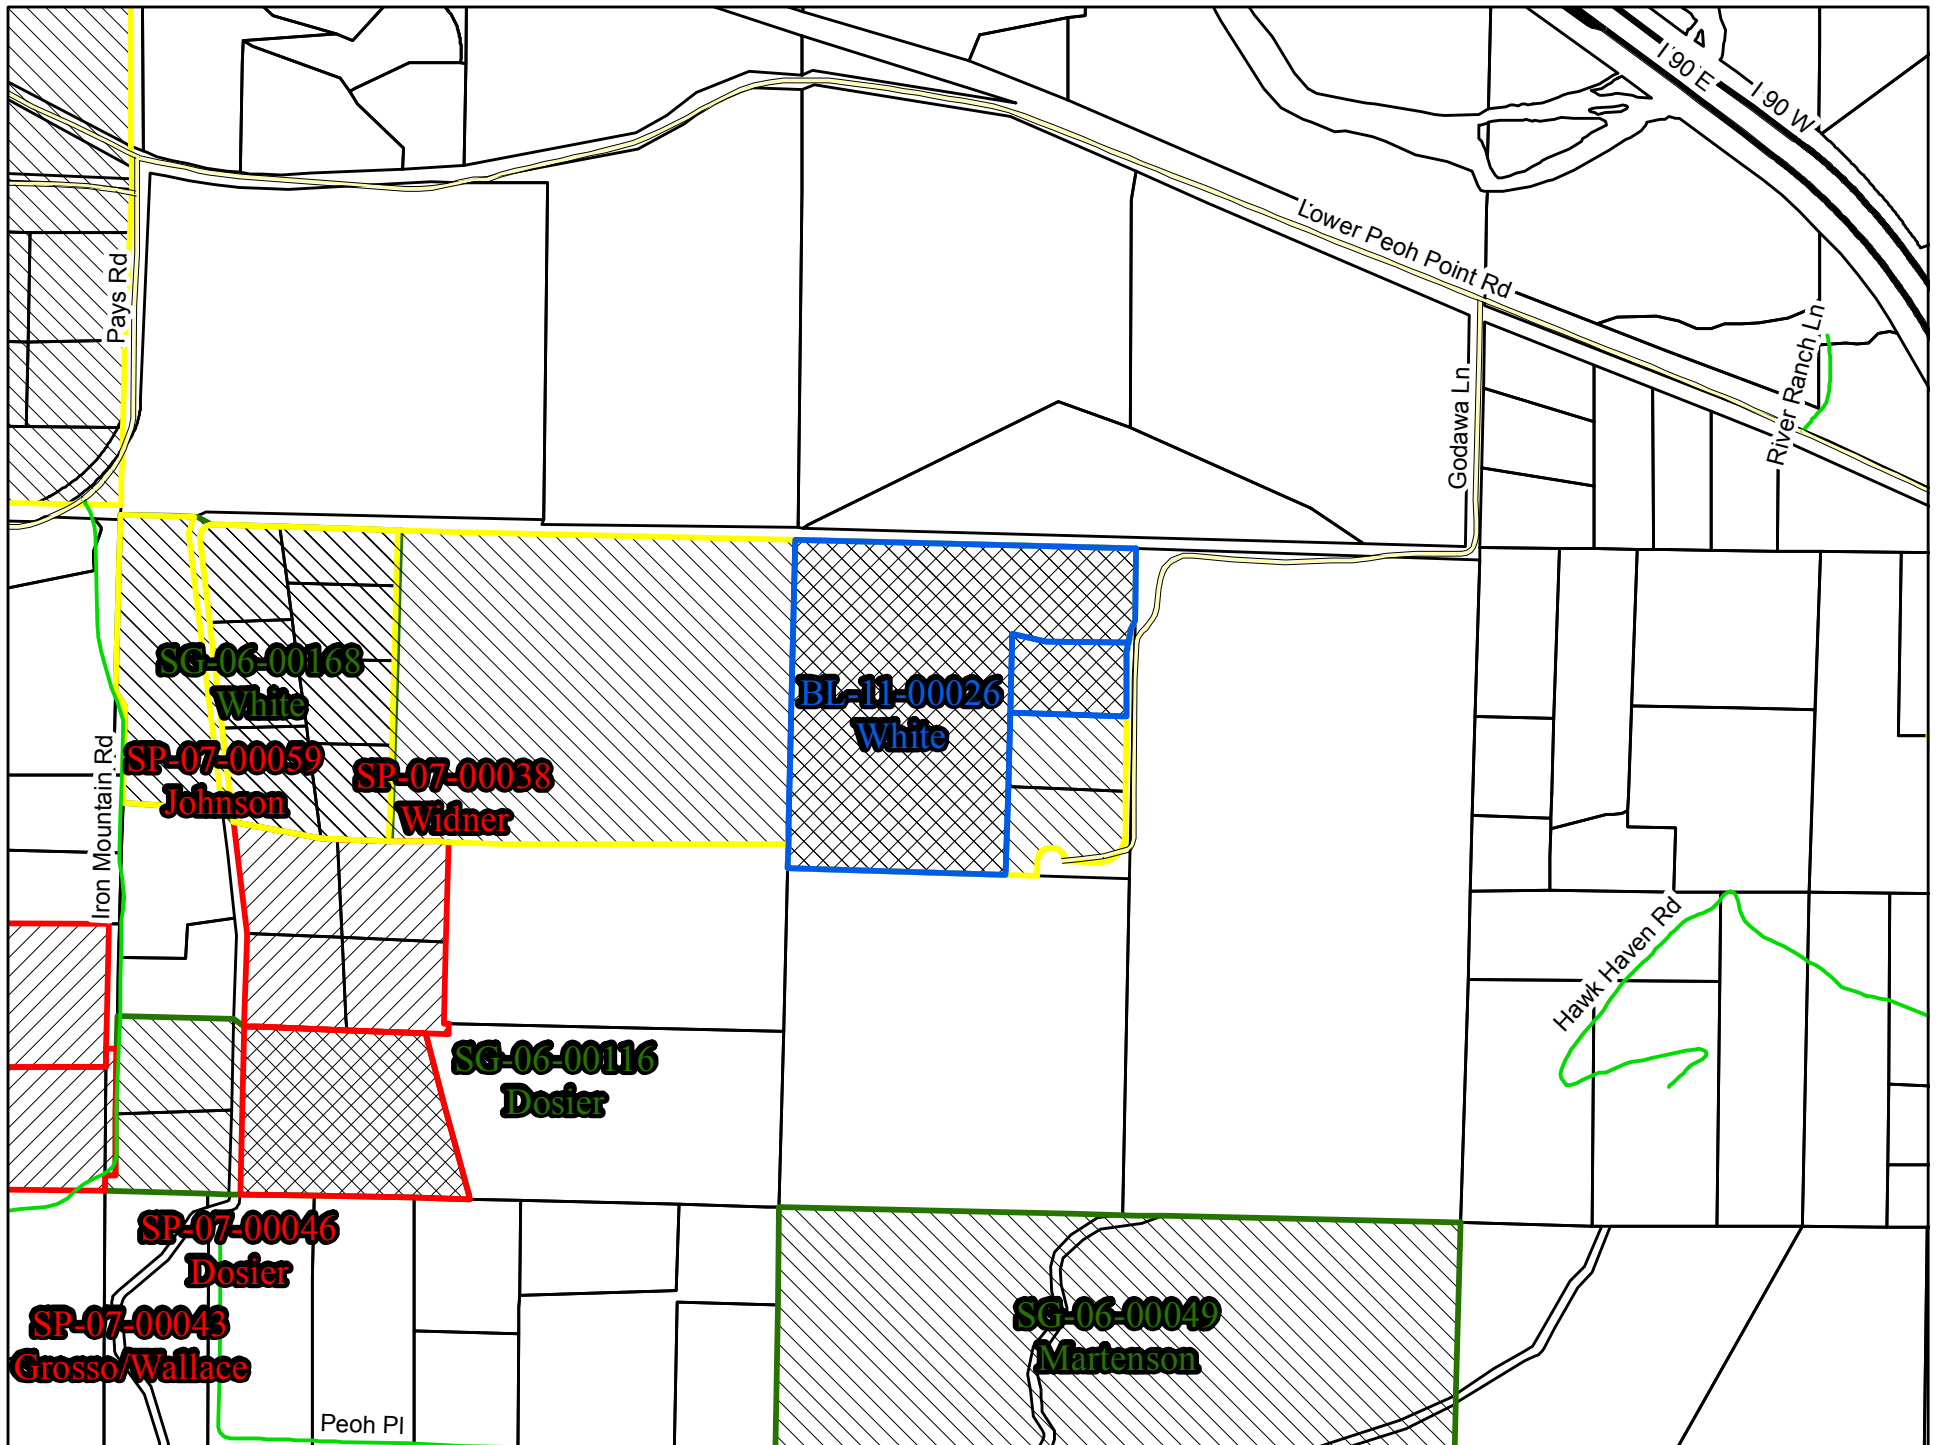 I 90 E
I 90 W
Lower Peoh Point Rd
Pays Rd
River Ranch Ln
Godawa Ln
SG-06-00168
White
BL-11-00026
White
SP-07-00059
Johnson
SP-07-00038
Widner
Iron Mountain Rd
Hawk Haven Rd
SG-06-00116
Dosier
SP-07-00046
Dosier
SP-07-00043
Grosso/Wallace
SG-06-00049
Martenson
Peoh Pl